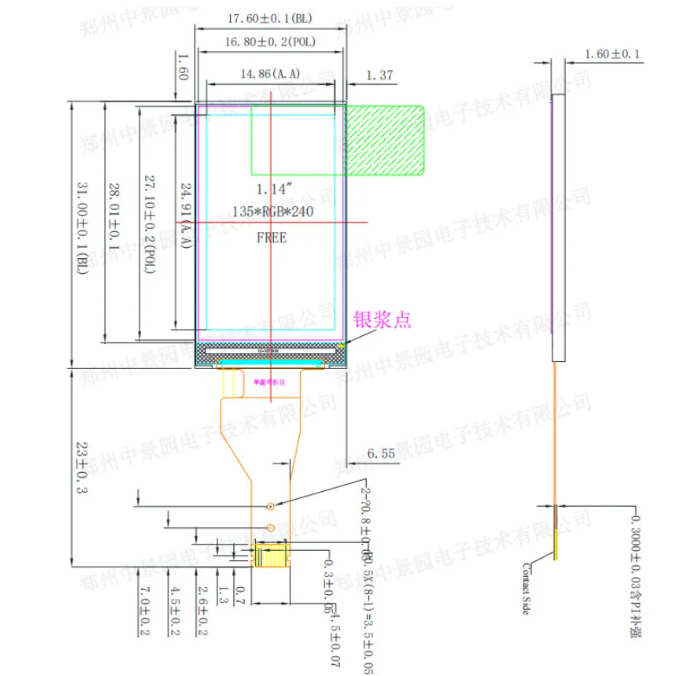 17.60±0.1(BL)
16.80±0.2(POL)
14.86(A.A)
1.60
1.37
1.60±0.1
31.00±0.1(BL)
28.01±0.1
27.10±0.2(POL)
24.91(A.A)
1.14"
135*RGB*240
FREE
银浆点
23±0.3
6.55
2-?0.8±0.05
P0.5X(8-1)=3.5±0.05
0.3±0.05
4.5±0.07
0.7
1.3
2.6±0.2
4.5±0.2
7.0±0.2
0.3000±0.03含PI补强
Contact Side
郑州中景园电子技术有限公司
郑州中景园电子技术有限公司
郑州中景园电子技术有限公司
郑州中景园电子技术有限公司
郑州中景园电子技术有限公司
郑州中景园电子技术有限公司
郑州中景园电子技术有限公司
郑州中景园电子技术有限公司